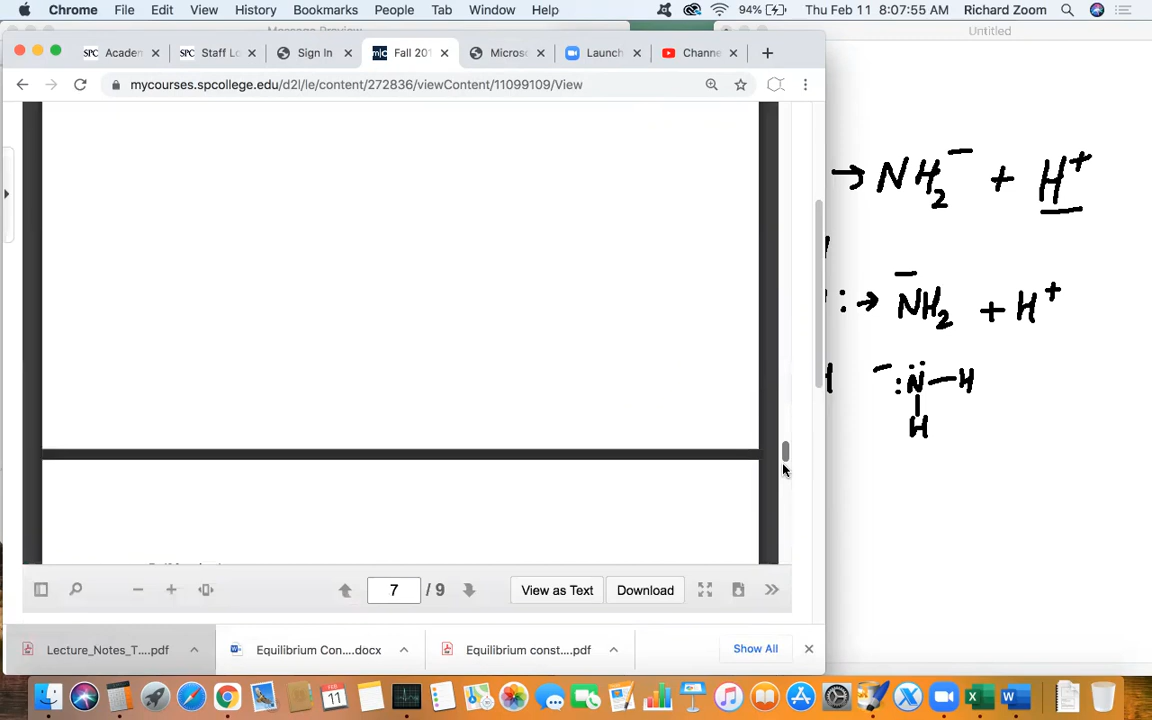 Chrome File Edit View History Bookmarks People Tab Window Help 94% Thu Feb 11 8:07:55 AM Richard Zoom
Untitled
Academ Staff Lo Sign In Fall 201 Microso Launch Channe
mycourses.spcollege.edu/d2l/le/content/272836/viewContent/11099109/View
→ NH₂⁻ + H⁺
: → ⁻NH₂ + H⁺
H ⁻:N̈—H
H
7 / 9 View as Text Download
Lecture_Notes_T....pdf Equilibrium Con....docx Equilibrium const....pdf Show All
FEB
11